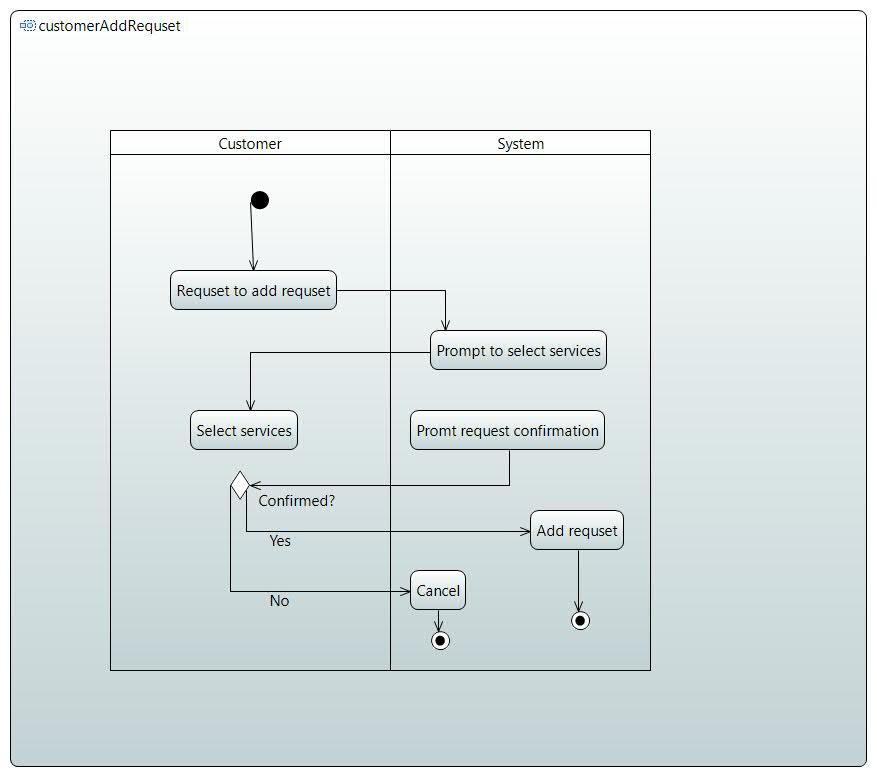 customerAddRequset
Customer
System
Requset to add requset
Prompt to select services
Select services
Promt request confirmation
Confirmed?
Add requset
Yes
Cancel
No